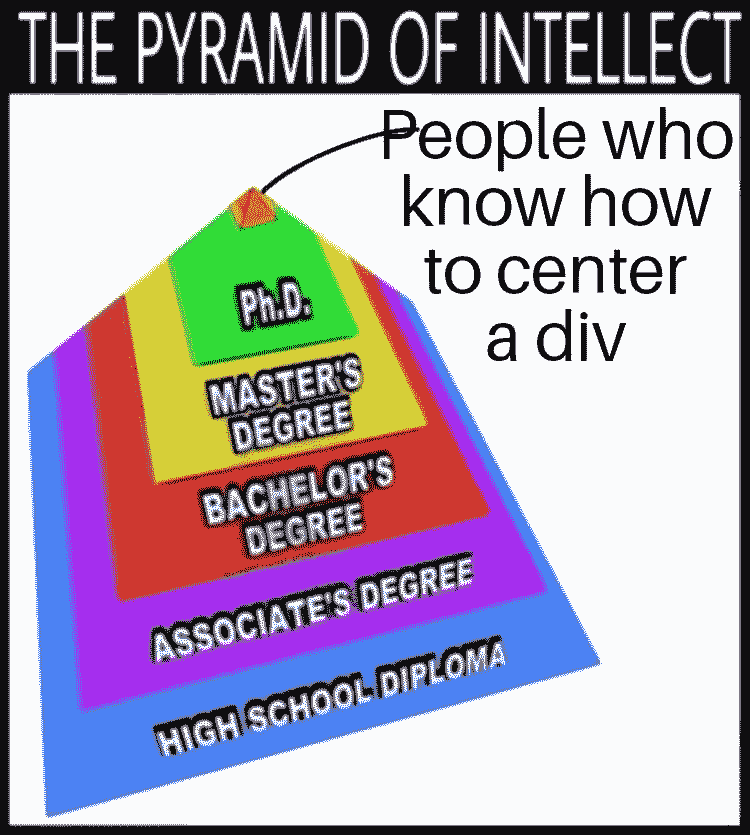 THE PYRAMID OF INTELLECT
People who
know how
to center
a div
Ph.D.
MASTER'S
DEGREE
BACHELOR'S
DEGREE
ASSOCIATE'S DEGREE
HIGH SCHOOL DIPLOMA